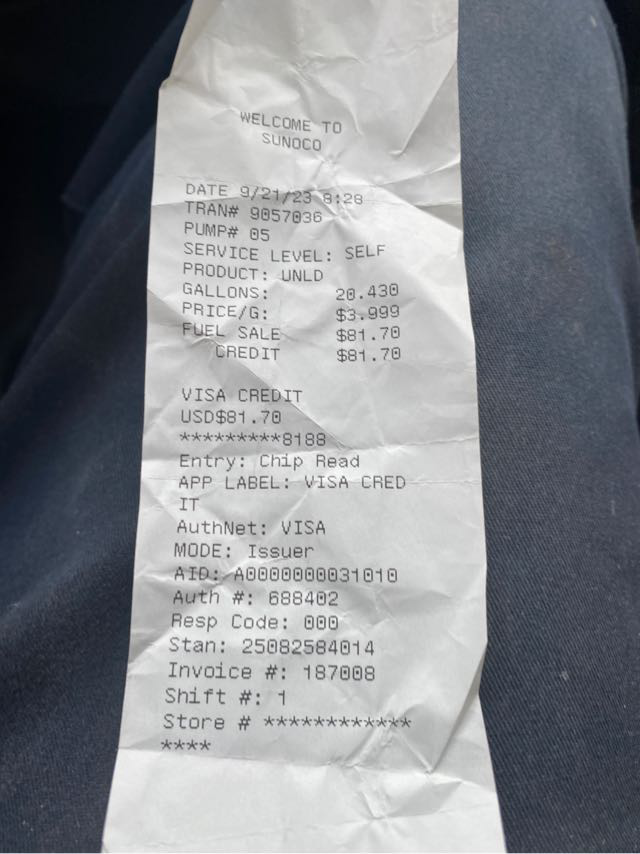 WELCOME TO
SUNOCO
DATE 9/21/23 8:28
TRAN# 9057036
PUMP# 05
SERVICE LEVEL: SELF
PRODUCT: UNLD
GALLONS: 20.430
PRICE/G: $3.999
FUEL SALE $81.70
CREDIT $81.70
VISA CREDIT
USD$81.70
*********8188
Entry: Chip Read
APP LABEL: VISA CRED
IT
AuthNet: VISA
MODE: Issuer
AID: A0000000031010
Auth #: 688402
Resp Code: 000
Stan: 25082584014
Invoice #: 187008
Shift #: 1
Store # ************
****